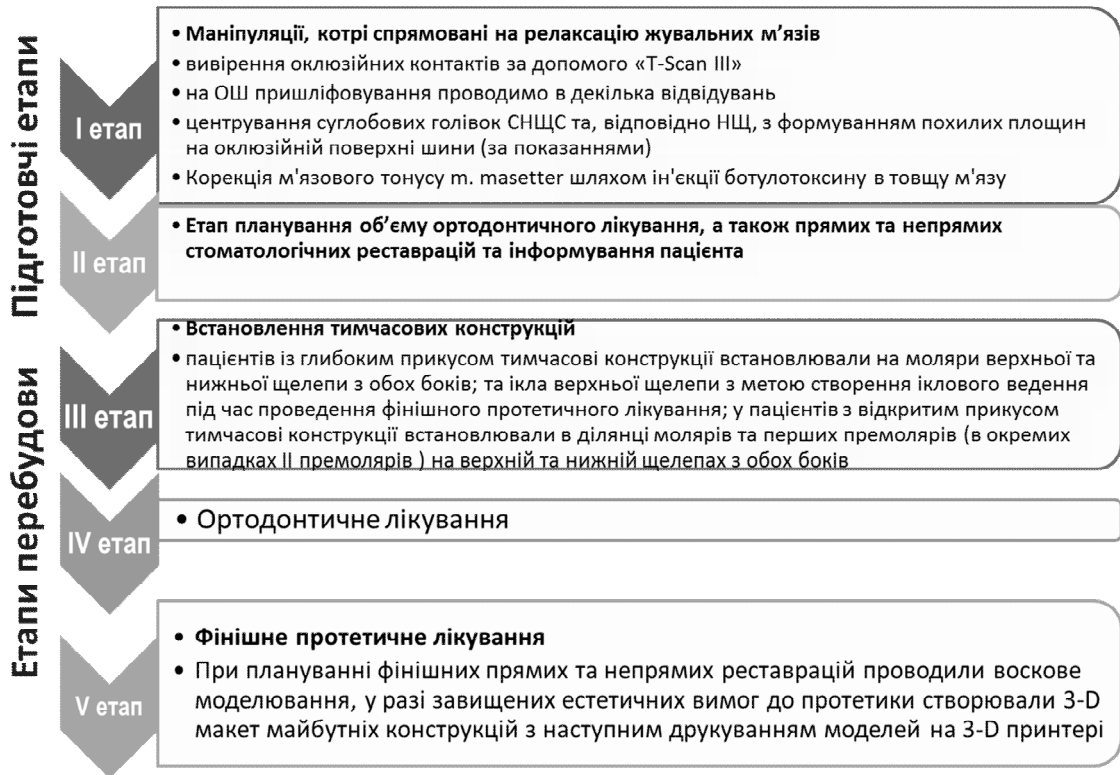 Підготовчі етапи
І етап
• Маніпуляції, котрі спрямовані на релаксацію жувальних м’язів
• вивірення оклюзійних контактів за допомого «T-Scan III»
• на ОШ пришліфовування проводимо в декілька відвідувань
• центрування суглобових голівок СНЩС та, відповідно НЩ, з формуванням похилих площин
на оклюзійній поверхні шини (за показаннями)
• Корекція м'язового тонусу m. masetter шляхом ін'єкції ботулотоксину в товщу м'язу
ІІ етап
• Етап планування об’єму ортодонтичного лікування, а також прямих та непрямих
стоматологічних реставрацій та інформування пацієнта
Етапи перебудови
ІІІ етап
• Встановлення тимчасових конструкцій
• пацієнтів із глибоким прикусом тимчасові конструкції встановлювали на моляри верхньої та
нижньої щелепи з обох боків; та ікла верхньої щелепи з метою створення іклового ведення
під час проведення фінішного протетичного лікування; у пацієнтів з відкритим прикусом
тимчасові конструкції встановлювали в ділянці молярів та перших премолярів (в окремих
випадках ІІ премолярів ) на верхній та нижній щелепах з обох боків
IV етап
• Ортодонтичне лікування
V етап
• Фінішне протетичне лікування
• При плануванні фінішних прямих та непрямих реставрацій проводили воскове
моделювання, у разі завищених естетичних вимог до протетики створювали 3-D
макет майбутніх конструкцій з наступним друкуванням моделей на 3-D принтері